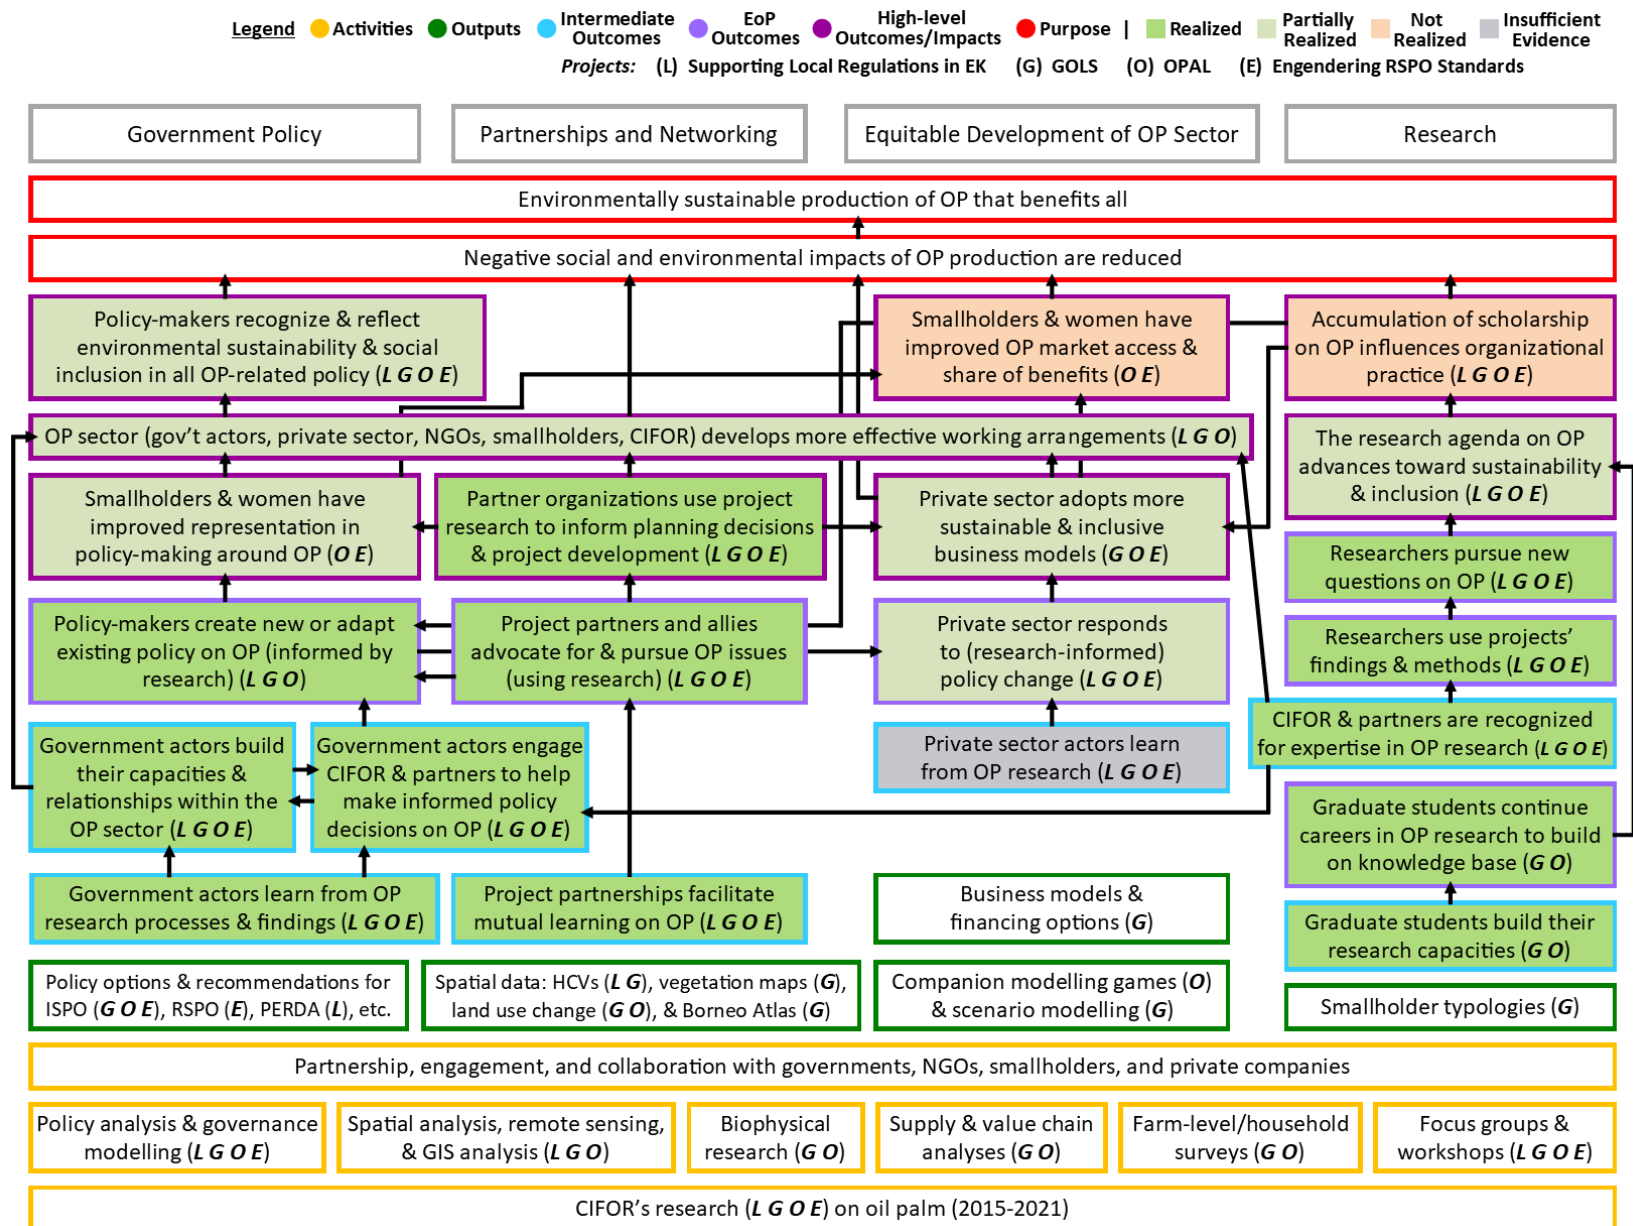 Legend
Activities
Outputs
Intermediate
Outcomes
EoP
Outcomes
High-level
Outcomes/Impacts
Purpose
|
Realized
Partially
Realized
Not
Realized
Insufficient
Evidence
Projects: (L) Supporting Local Regulations in EK (G) GOLS (O) OPAL (E) Engendering RSPO Standards
Government Policy
Partnerships and Networking
Equitable Development of OP Sector
Research
Environmentally sustainable production of OP that benefits all
Negative social and environmental impacts of OP production are reduced
Policy-makers recognize & reflect
environmental sustainability & social
inclusion in all OP-related policy (L G O E)
Smallholders & women have
improved OP market access &
share of benefits (O E)
Accumulation of scholarship
on OP influences organizational
practice (L G O E)
OP sector (gov't actors, private sector, NGOs, smallholders, CIFOR) develops more effective working arrangements (L G O)
The research agenda on OP
advances toward sustainability
& inclusion (L G O E)
Smallholders & women have
improved representation in
policy-making around OP (O E)
Partner organizations use project
research to inform planning decisions
& project development (L G O E)
Private sector adopts more
sustainable & inclusive
business models (G O E)
Researchers pursue new
questions on OP (L G O E)
Policy-makers create new or adapt
existing policy on OP (informed by
research) (L G O)
Project partners and allies
advocate for & pursue OP issues
(using research) (L G O E)
Private sector responds
to (research-informed)
policy change (L G O E)
Researchers use projects'
findings & methods (L G O E)
Government actors build
their capacities &
relationships within the
OP sector (L G O E)
Government actors engage
CIFOR & partners to help
make informed policy
decisions on OP (L G O E)
Private sector actors learn
from OP research (L G O E)
CIFOR & partners are recognized
for expertise in OP research (L G O E)
Graduate students continue
careers in OP research to build
on knowledge base (G O)
Government actors learn from OP
research processes & findings (L G O E)
Project partnerships facilitate
mutual learning on OP (L G O E)
Business models &
financing options (G)
Graduate students build their
research capacities (G O)
Policy options & recommendations for
ISPO (G O E), RSPO (E), PERDA (L), etc.
Spatial data: HCVs (L G), vegetation maps (G),
land use change (G O), & Borneo Atlas (G)
Companion modelling games (O)
& scenario modelling (G)
Smallholder typologies (G)
Partnership, engagement, and collaboration with governments, NGOs, smallholders, and private companies
Policy analysis & governance
modelling (L G O E)
Spatial analysis, remote sensing,
& GIS analysis (L G O)
Biophysical
research (G O)
Supply & value chain
analyses (G O)
Farm-level/household
surveys (G O)
Focus groups &
workshops (L G O E)
CIFOR's research (L G O E) on oil palm (2015-2021)